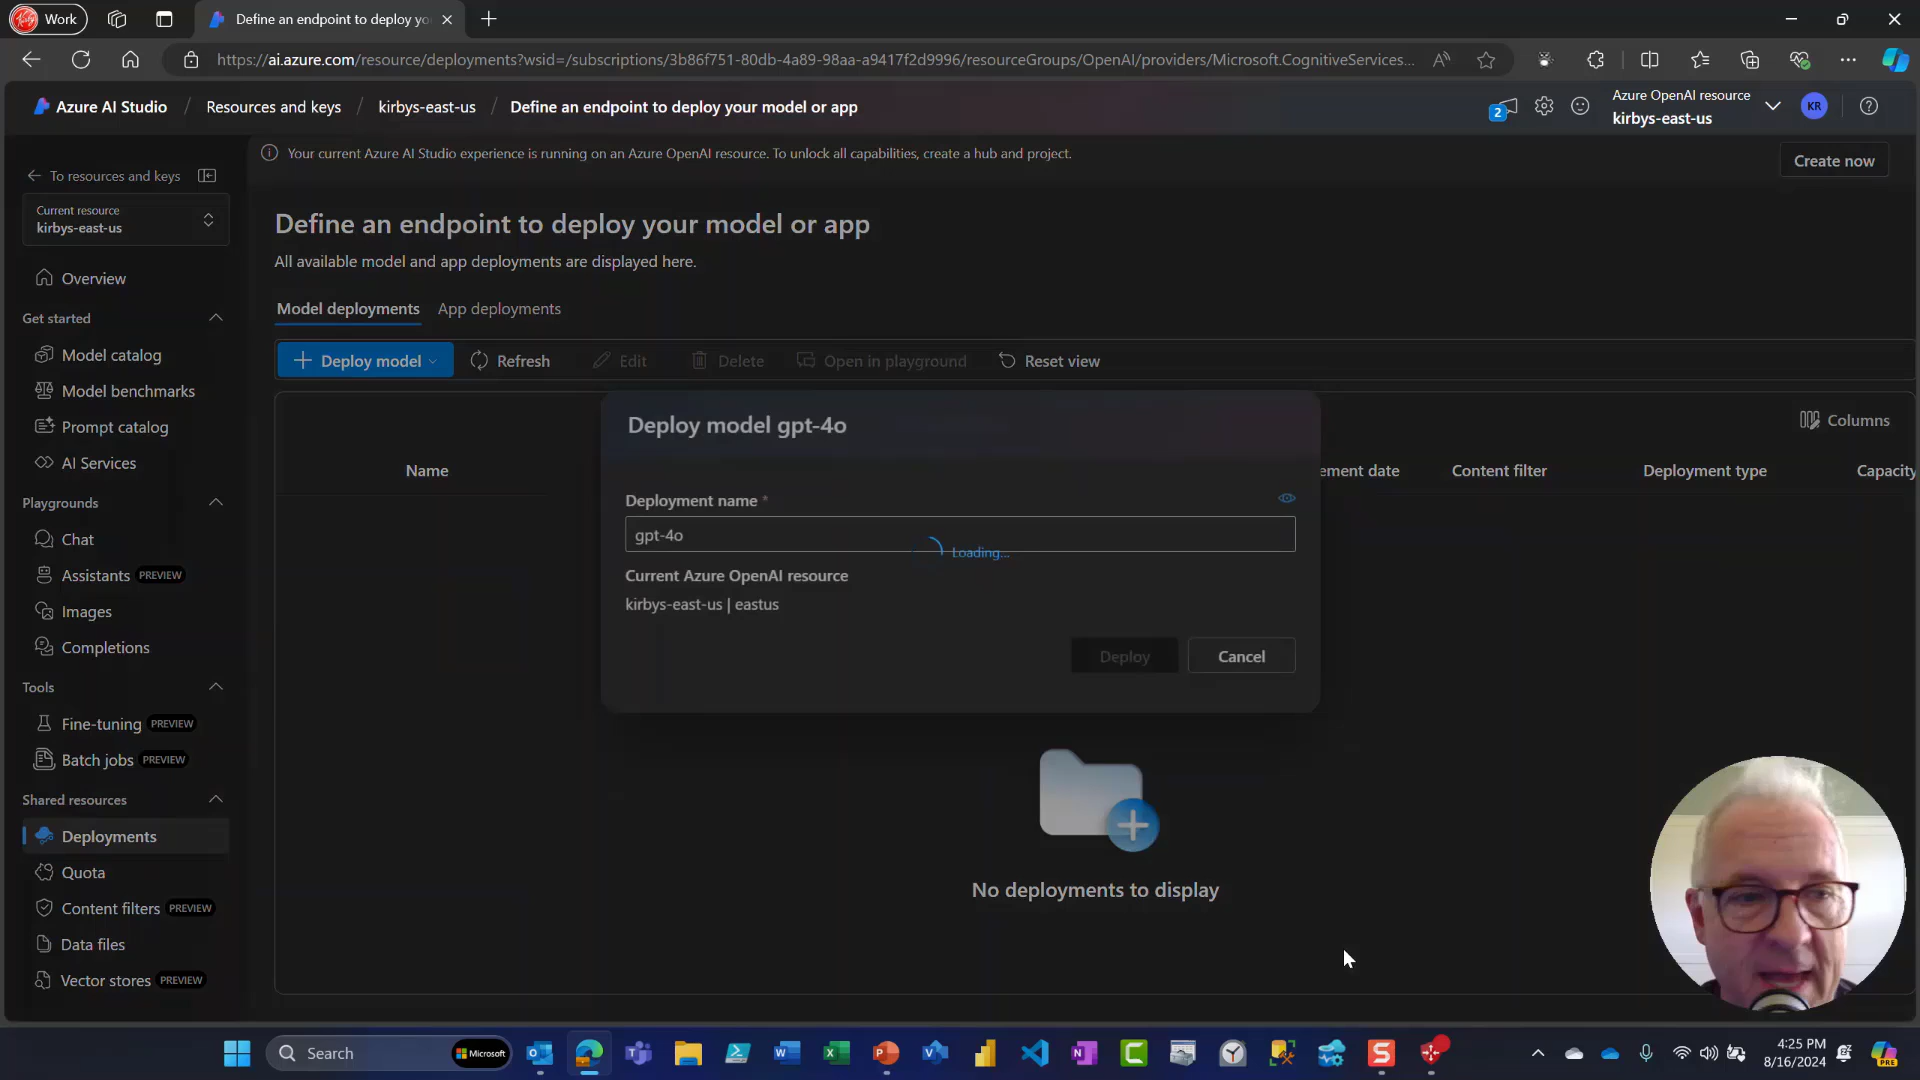 Work
Define an endpoint to deploy yo
https://ai.azure.com/resource/deployments?wsid=/subscriptions/3b86f751-80db-4a89-98aa-a9417f2d9996/resourceGroups/OpenAI/providers/Microsoft.CognitiveServices...
Azure AI Studio / Resources and keys / kirbys-east-us / Define an endpoint to deploy your model or app
2
Azure OpenAI resource
kirbys-east-us
KR
Your current Azure AI Studio experience is running on an Azure OpenAI resource. To unlock all capabilities, create a hub and project.
Create now
To resources and keys
Current resource
kirbys-east-us
Overview
Get started
Model catalog
Model benchmarks
Prompt catalog
AI Services
Playgrounds
Chat
Assistants PREVIEW
Images
Completions
Tools
Fine-tuning PREVIEW
Batch jobs PREVIEW
Shared resources
Deployments
Quota
Content filters PREVIEW
Data files
Vector stores PREVIEW
Define an endpoint to deploy your model or app
All available model and app deployments are displayed here.
Model deployments App deployments
Deploy model Refresh Edit Delete Open in playground Reset view
Columns
Name ement date Content filter Deployment type Capacity
Deploy model gpt-4o
Deployment name *
gpt-4o
Loading...
Current Azure OpenAI resource
kirbys-east-us | eastus
Deploy Cancel
No deployments to display
Search Microsoft
4:25 PM
8/16/2024
PRE